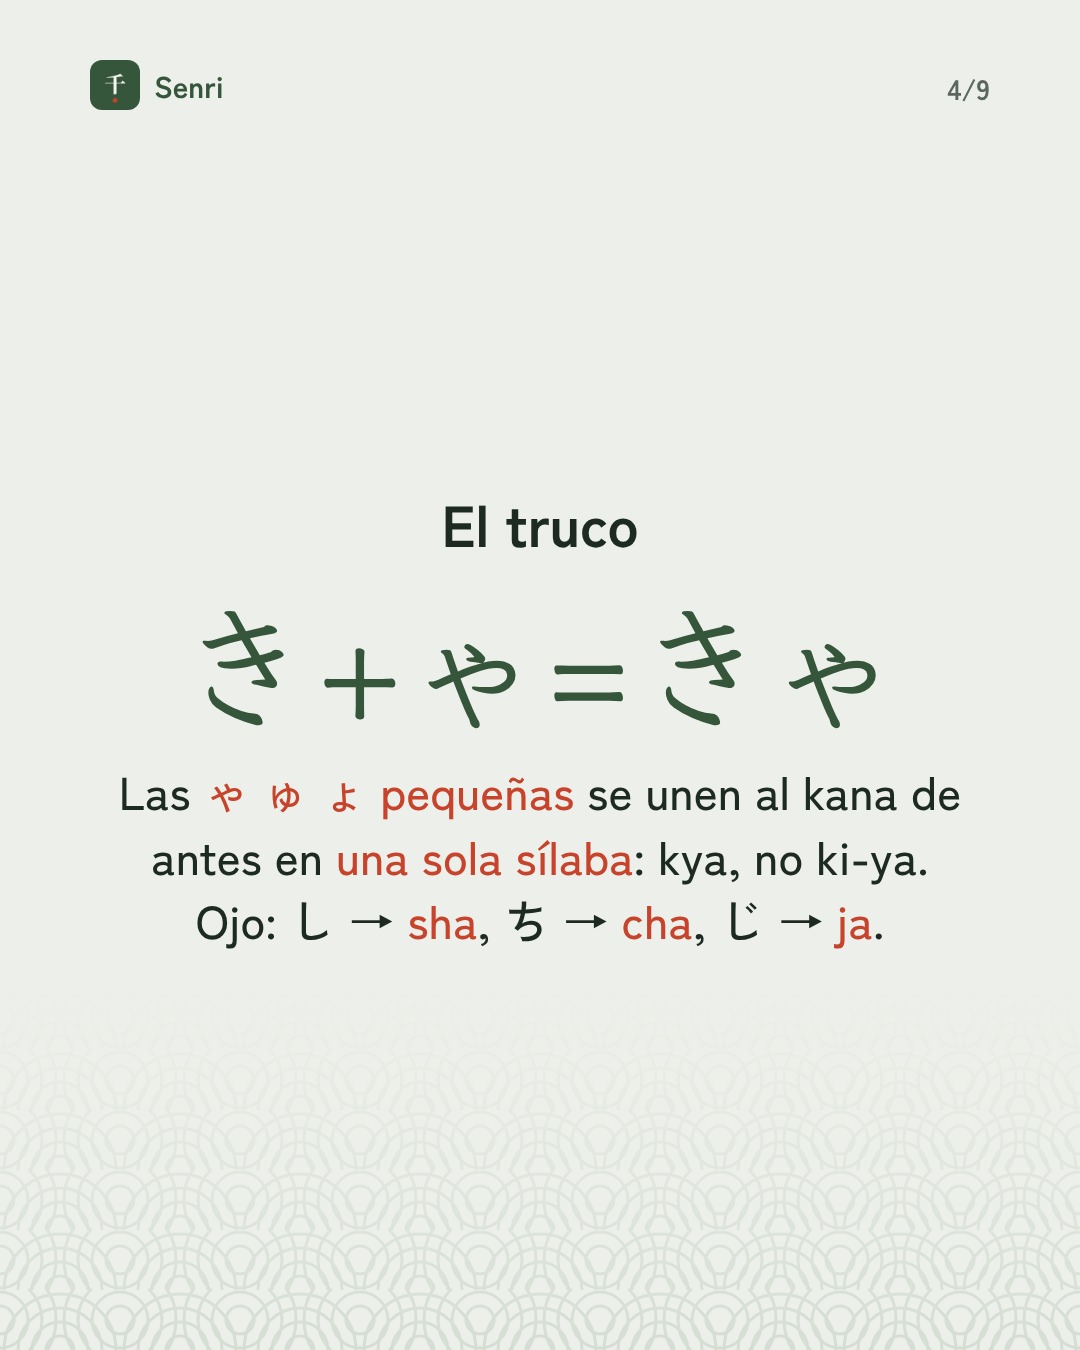 千 Senri
4/9
El truco
き+ゃ=きゃ
Las ゃ ゅ ょ pequeñas se unen al kana de
antes en una sola sílaba: kya, no ki-ya.
Ojo: し → sha, ち → cha, じ → ja.